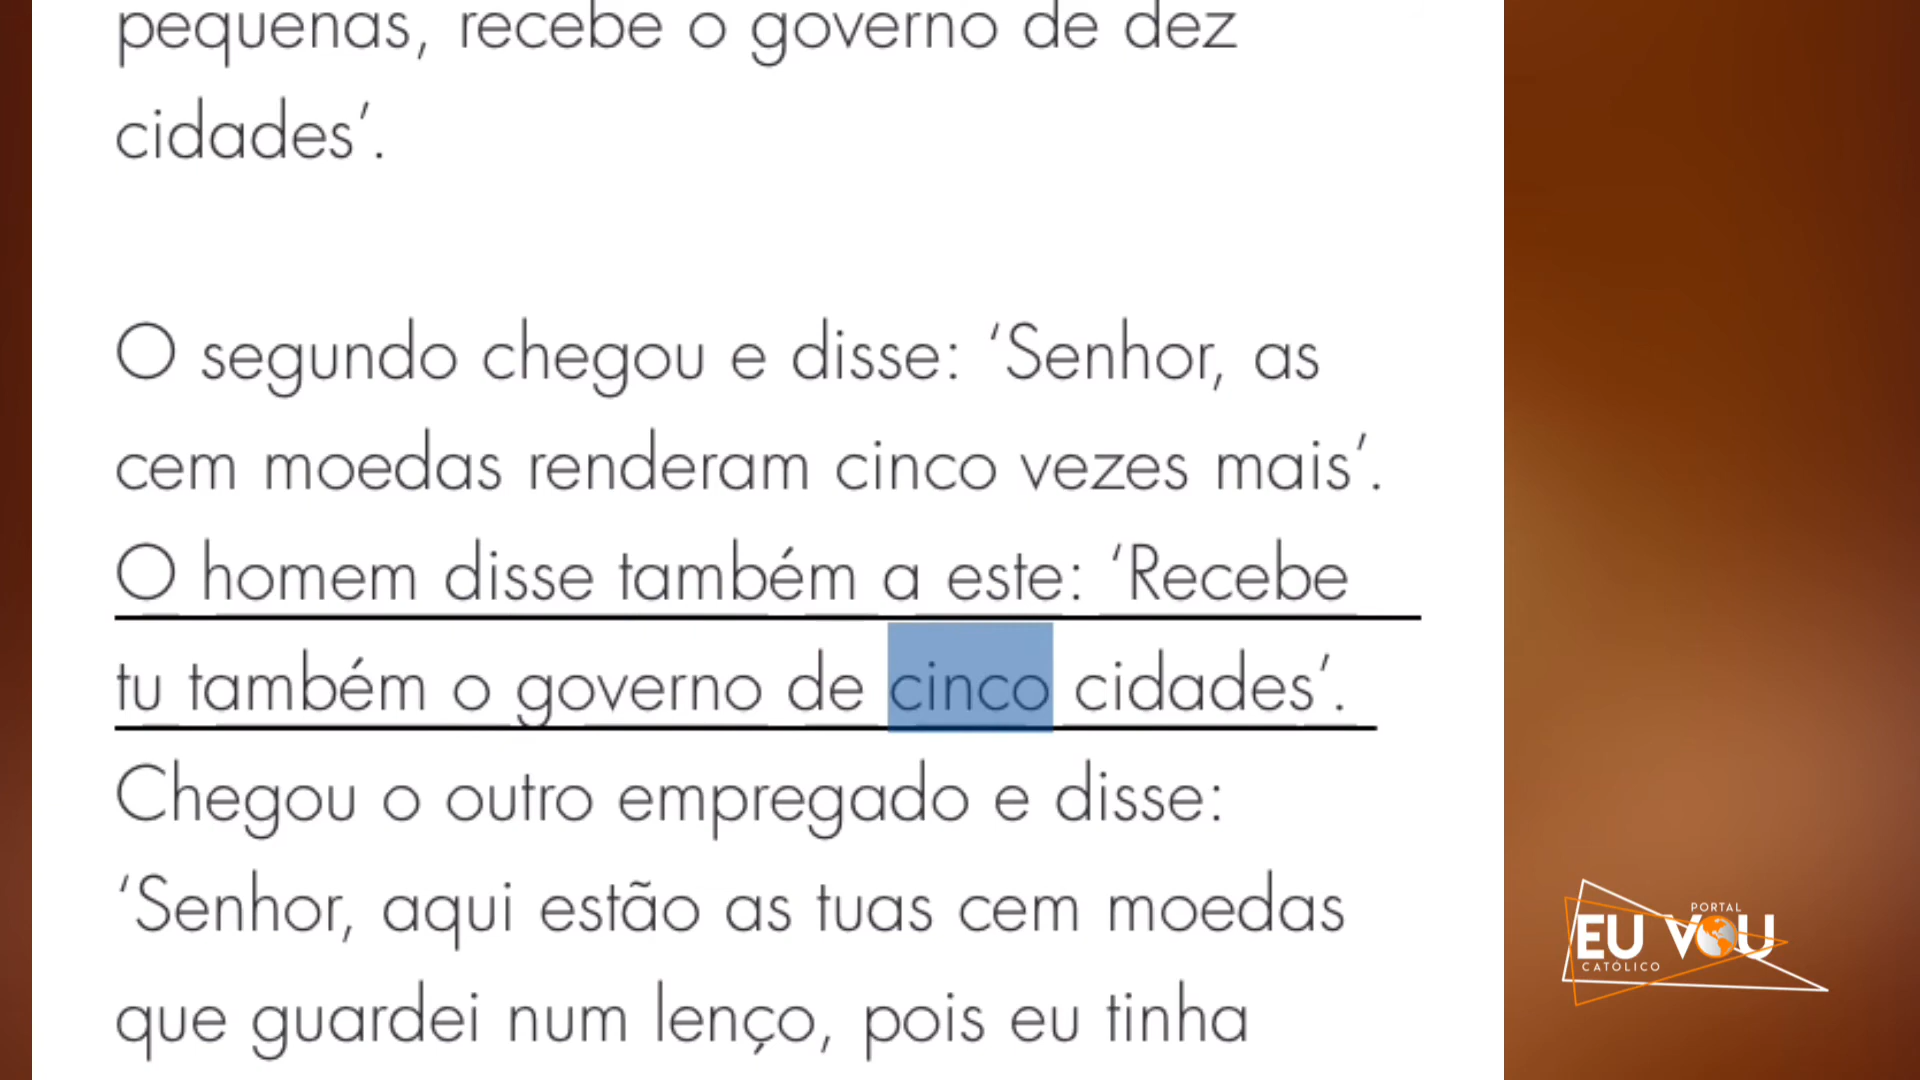 pequenas, recebe o governo de dez
cidades’.
O segundo chegou e disse: ‘Senhor, as
cem moedas renderam cinco vezes mais’.
O homem disse também a este: ‘Recebe
tu também o governo de cinco cidades’.
Chegou o outro empregado e disse:
‘Senhor, aqui estão as tuas cem moedas
que guardei num lenço, pois eu tinha
PORTAL
EU VOU
CATÓLICO